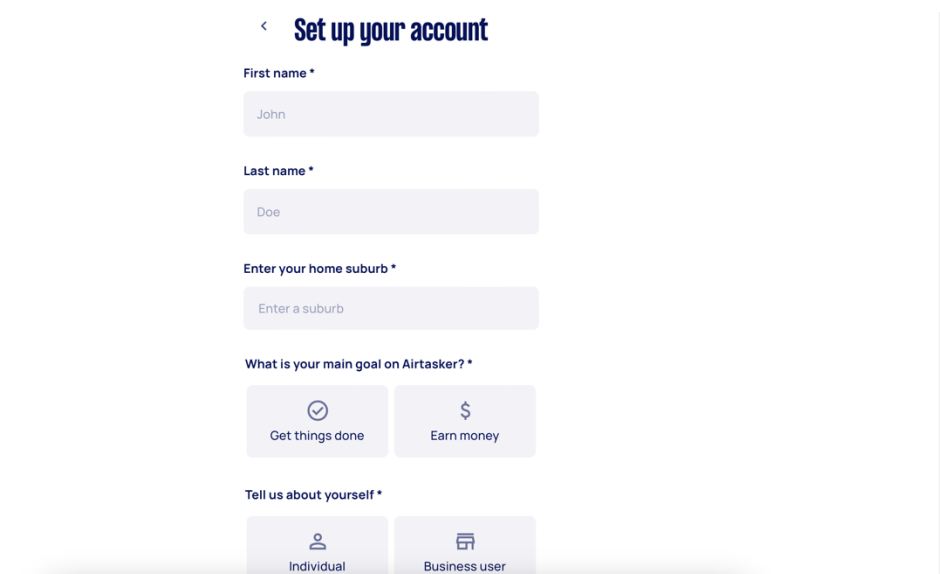 Set up your account
First name *
John
Last name *
Doe
Enter your home suburb *
Enter a suburb
What is your main goal on Airtasker? *
Get things done
Earn money
Tell us about yourself *
Individual
Business user